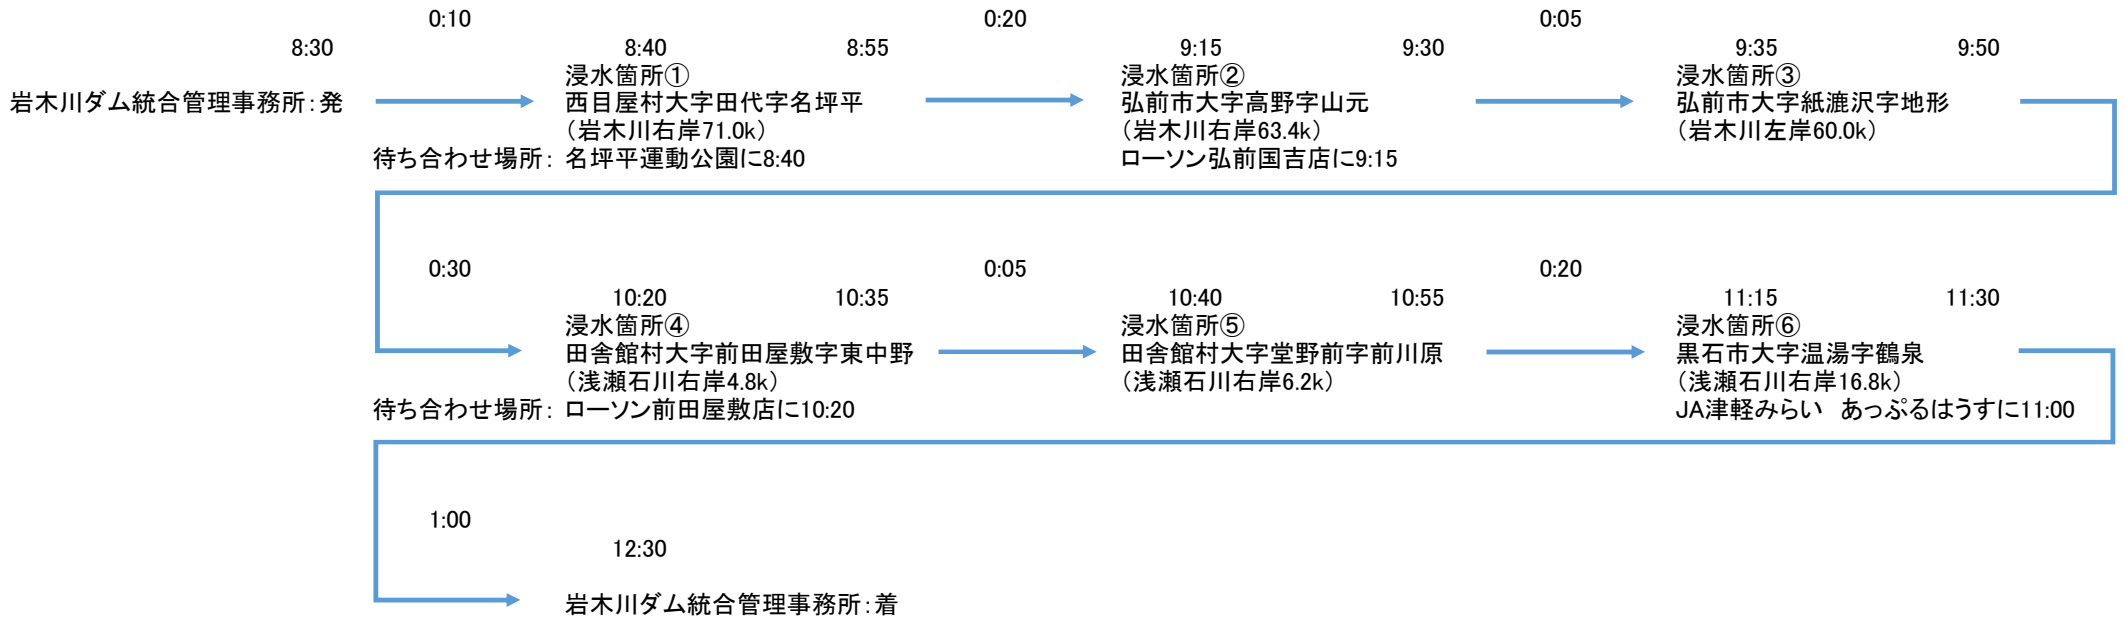 0:10 0:20 0:05
8:30 8:40 8:55 9:15 9:30 9:35 9:50
浸水箇所① 浸水箇所② 浸水箇所③
岩木川ダム統合管理事務所：発 西目屋村大字田代字名坪平 弘前市大字高野字山元 弘前市大字紙漉沢字地形
（岩木川右岸71.0k） （岩木川右岸63.4k） （岩木川左岸60.0k）
待ち合わせ場所： 名坪平運動公園に8:40 ローソン弘前国吉店に9:15
0:30 0:05 0:20
10:20 10:35 10:40 10:55 11:15 11:30
浸水箇所④ 浸水箇所⑤ 浸水箇所⑥
田舎館村大字前田屋敷字東中野 田舎館村大字堂野前字前川原 黒石市大字温湯字鶴泉
（浅瀬石川右岸4.8k） （浅瀬石川右岸6.2k） （浅瀬石川右岸16.8k）
待ち合わせ場所： ローソン前田屋敷店に10:20 JA津軽みらい　あっぷるはうすに11:00
1:00
12:30
岩木川ダム統合管理事務所：着